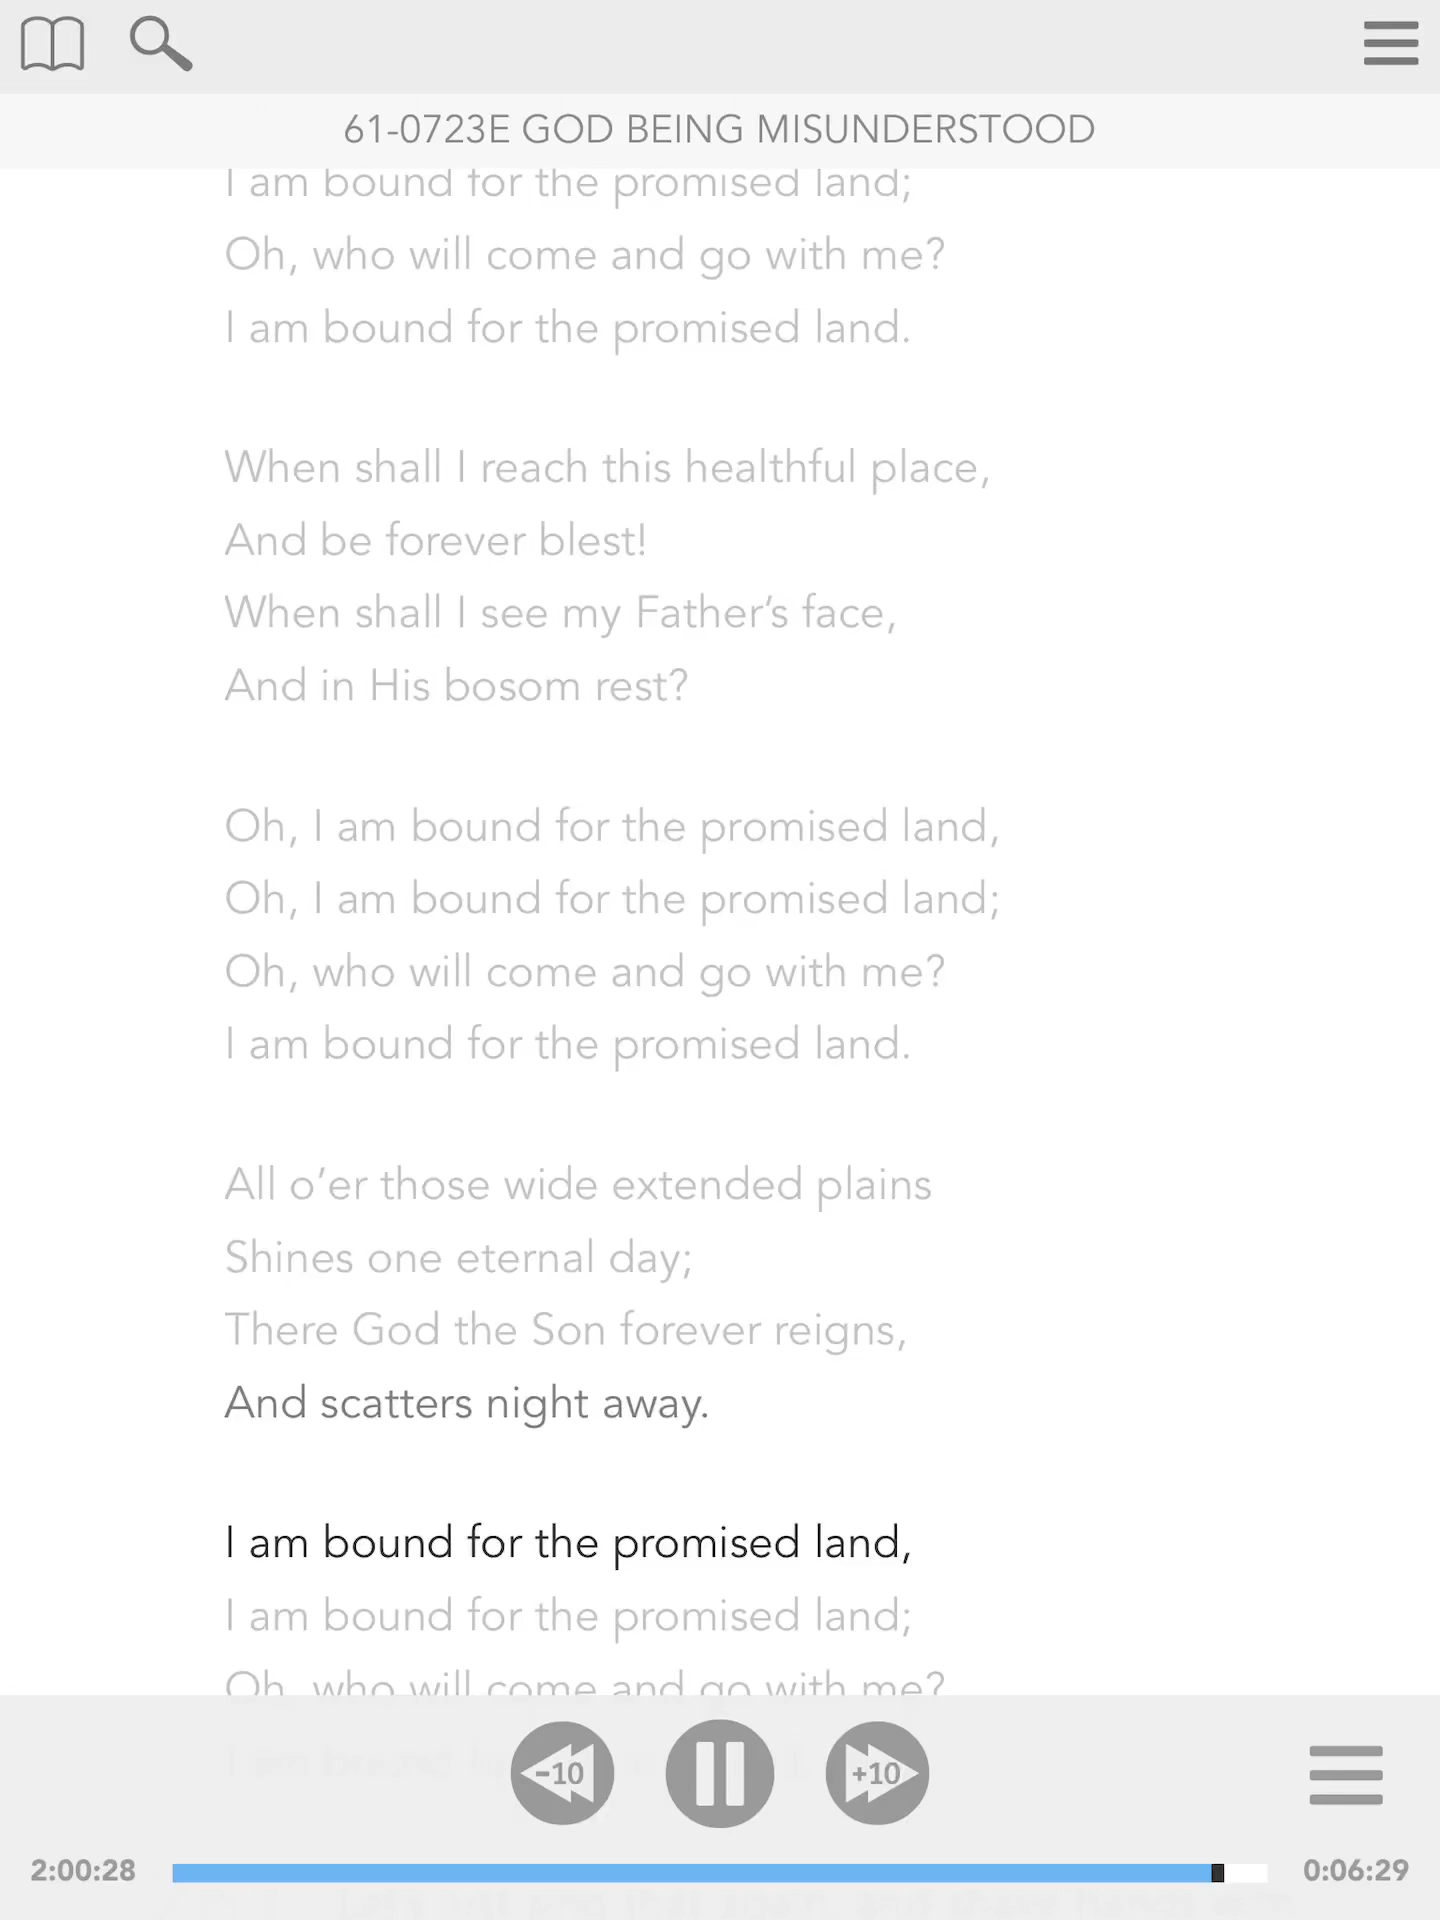 61-0723E GOD BEING MISUNDERSTOOD
I am bound for the promised land;
Oh, who will come and go with me?
I am bound for the promised land.
When shall I reach this healthful place,
And be forever blest!
When shall I see my Father’s face,
And in His bosom rest?
Oh, I am bound for the promised land,
Oh, I am bound for the promised land;
Oh, who will come and go with me?
I am bound for the promised land.
All o’er those wide extended plains
Shines one eternal day;
There God the Son forever reigns,
And scatters night away.
I am bound for the promised land,
I am bound for the promised land;
Oh, who will come and go with me?
I am bound
-10 +10
2:00:28 0:06:29